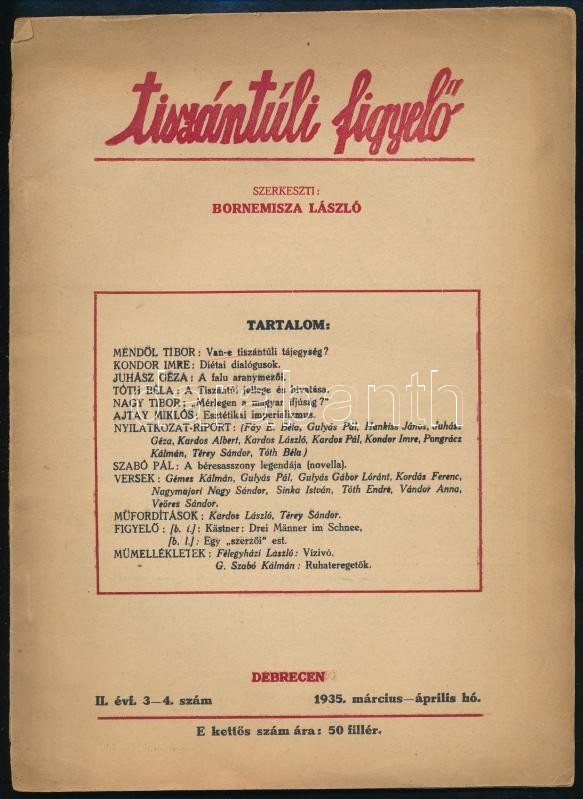 tiszántúli figyelő
SZERKESZTI:
BORNEMISZA LÁSZLÓ
TARTALOM:
MENDÖL TIBOR: Van-e tiszántúli tájegység?
KONDOR IMRE: Diétai dialógusok.
JUHÁSZ GÉZA: A falu aranymezői.
TÓTH BÉLA: A Tiszántúl jellege és hivatása.
NAGY TIBOR: „Mérlegen a magyar ifjúság?"
AJTAY MIKLÓS: Esztétikai imperializmus.
NYILATKOZAT-RIPORT: (Fáy E. Béla, Gulyás Pál, Hankiss János, Juhász
Géza, Kardos Albert, Kardos László, Kardos Pál, Kondor Imre, Pongrácz
Kálmán, Térey Sándor, Tóth Béla.)
SZABÓ PÁL: A béresasszony legendája (novella).
VERSEK: Gémes Kálmán, Gulyás Pál, Gulyás Gábor Lóránt, Kordás Ferenc,
Nagymajori Nagy Sándor, Sinka István, Tóth Endre, Vándor Anna,
Veöres Sándor.
MŰFORDÍTÁSOK: Kardos László, Térey Sándor.
FIGYELŐ: [b. i.]: Kästner: Drei Männer im Schnee,
[b. l.]: Egy „szerzői" est.
MŰMELLÉKLETEK: Félegyházi László: Vízivó.
G. Szabó Kálmán: Ruhateregetők.
DEBRECEN
II. évf. 3—4. szám 1935. március—április hó.
E kettős szám ára: 50 fillér.